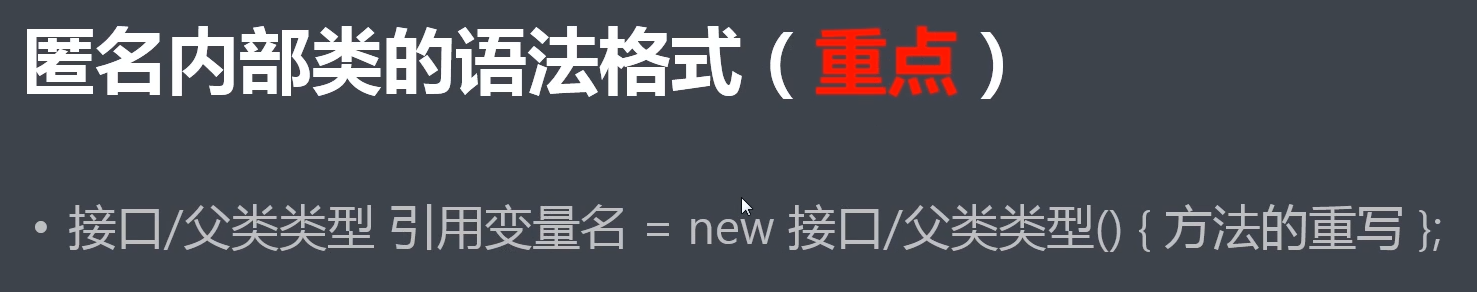 匿名内部类的语法格式（重点）
• 接口/父类类型 引用变量名 = new 接口/父类类型() { 方法的重写 };